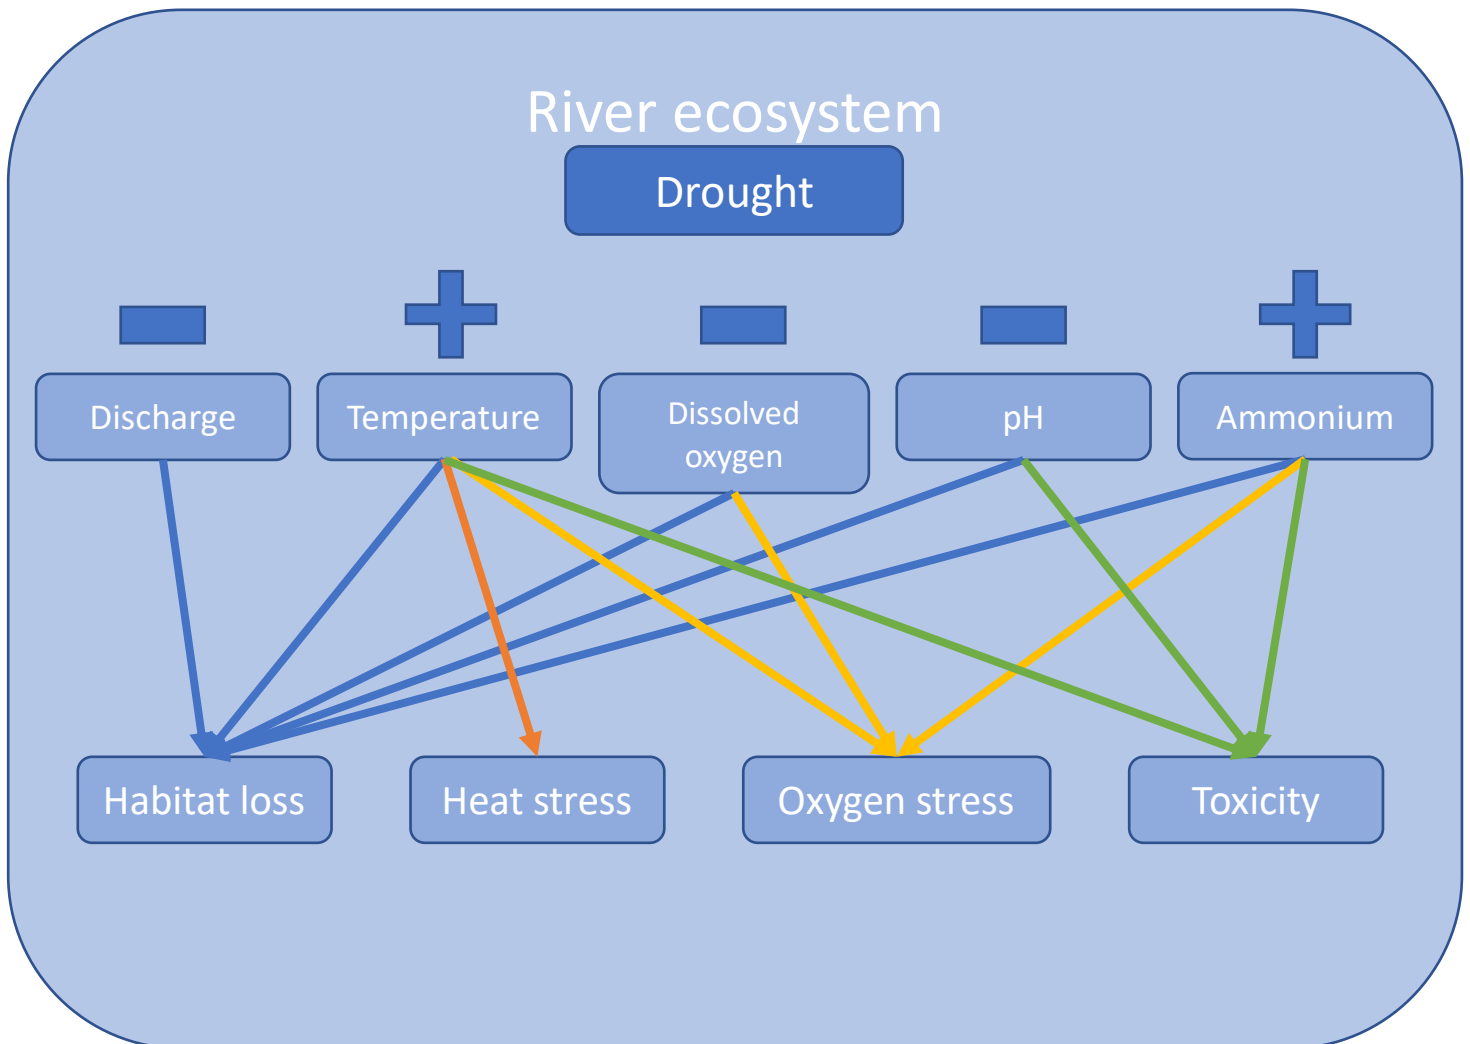 River ecosystem
Drought
Discharge
Temperature
Dissolved
oxygen
pH
Ammonium
Habitat loss
Heat stress
Oxygen stress
Toxicity